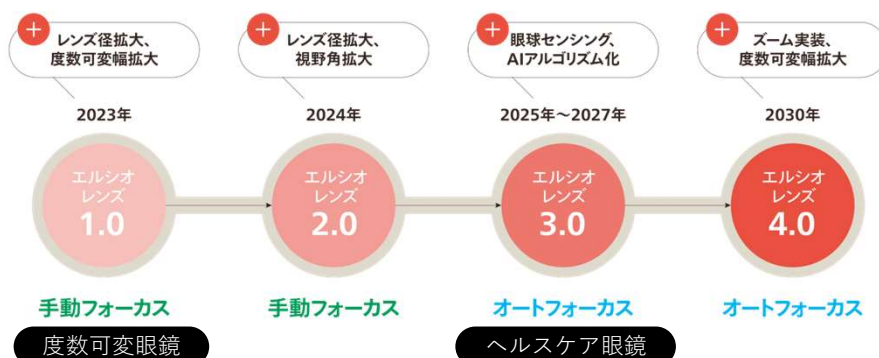 ＋
レンズ径拡大、
度数可変幅拡大
＋
レンズ径拡大、
視野角拡大
＋
眼球センシング、
AIアルゴリズム化
＋
ズーム実装、
度数可変幅拡大
2023年
2024年
2025年～2027年
2030年
エルシオ
レンズ
1.0
エルシオ
レンズ
2.0
エルシオ
レンズ
3.0
エルシオ
レンズ
4.0
手動フォーカス
手動フォーカス
オートフォーカス
オートフォーカス
度数可変眼鏡
ヘルスケア眼鏡